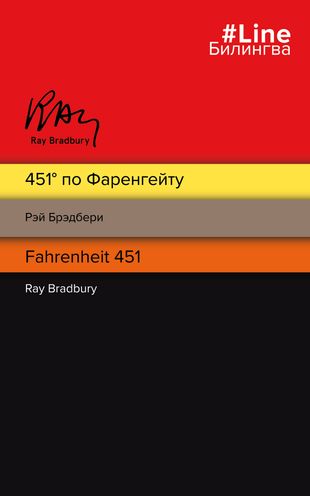 #Line
Билингва
Ray
Ray Bradbury
451° по Фаренгейту
Рэй Брэдбери
Fahrenheit 451
Ray Bradbury